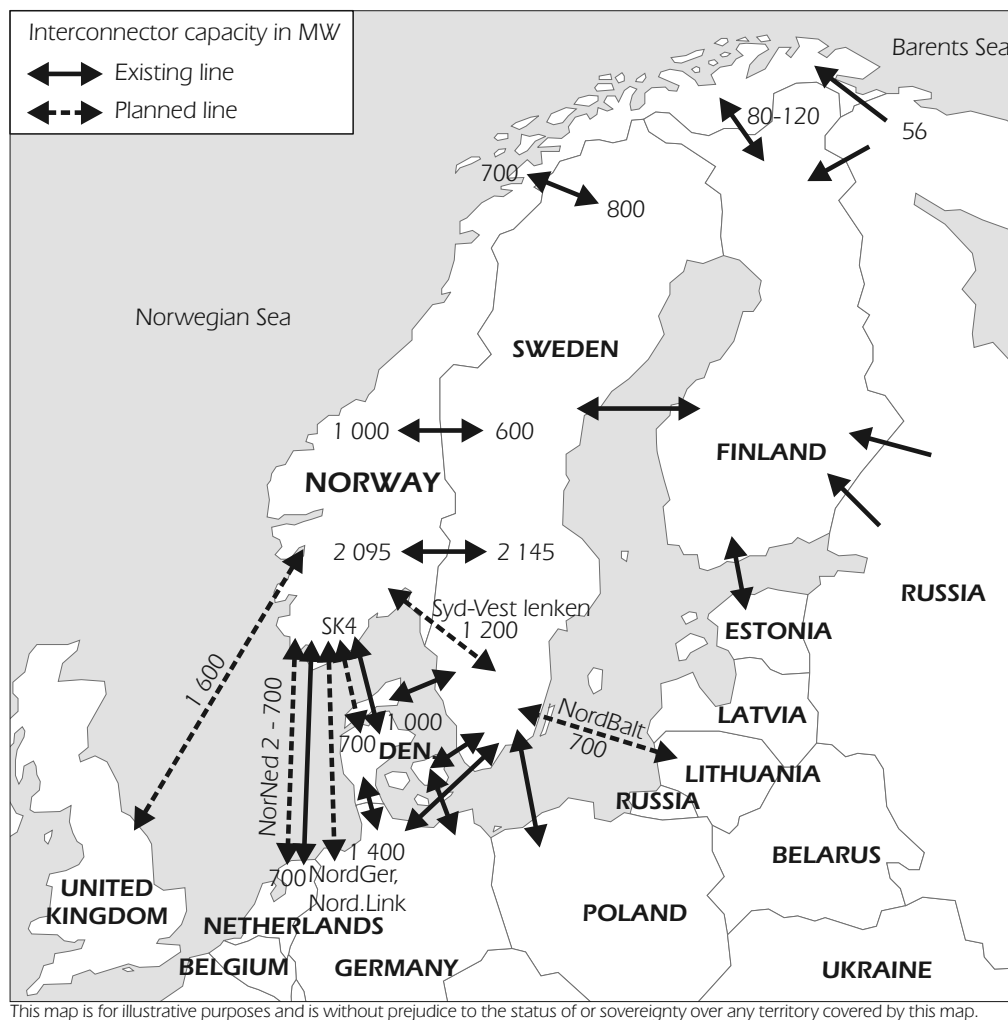 Interconnector capacity in MW
Existing line
Planned line
Barents Sea
80-120
56
700
800
Norwegian Sea
SWEDEN
1 000
600
FINLAND
NORWAY
2 095
2 145
RUSSIA
Syd-Vest lenken
1 200
SK4
ESTONIA
1 600
NorNed 2 - 700
1 000
700
DEN.
NordBalt
700
LATVIA
LITHUANIA
RUSSIA
1 400
BELARUS
700
NordGer,
Nord.Link
UNITED
KINGDOM
NETHERLANDS
POLAND
BELGIUM
GERMANY
UKRAINE
This map is for illustrative purposes and is without prejudice to the status of or sovereignty over any territory covered by this map.